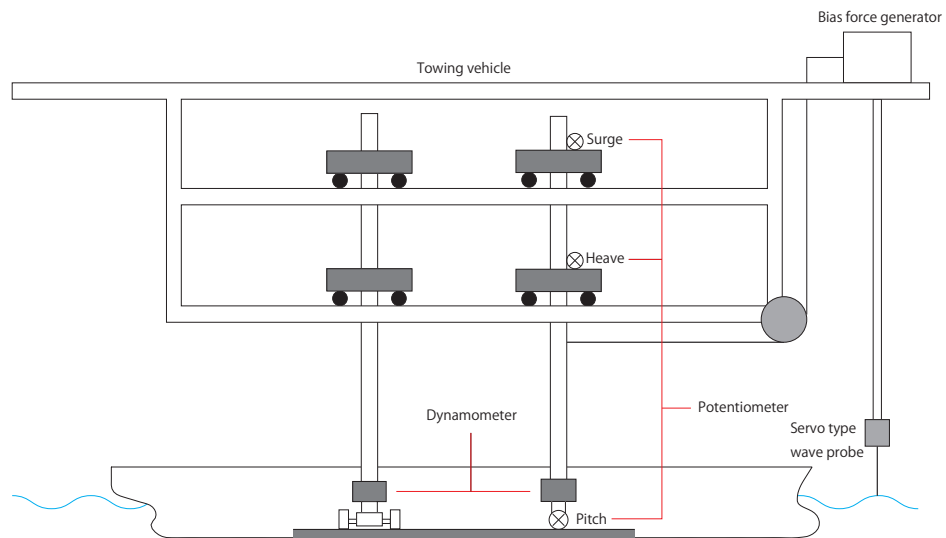 Bias force generator
Towing vehicle
Surge
Heave
Potentiometer
Dynamometer
Servo type
wave probe
Pitch